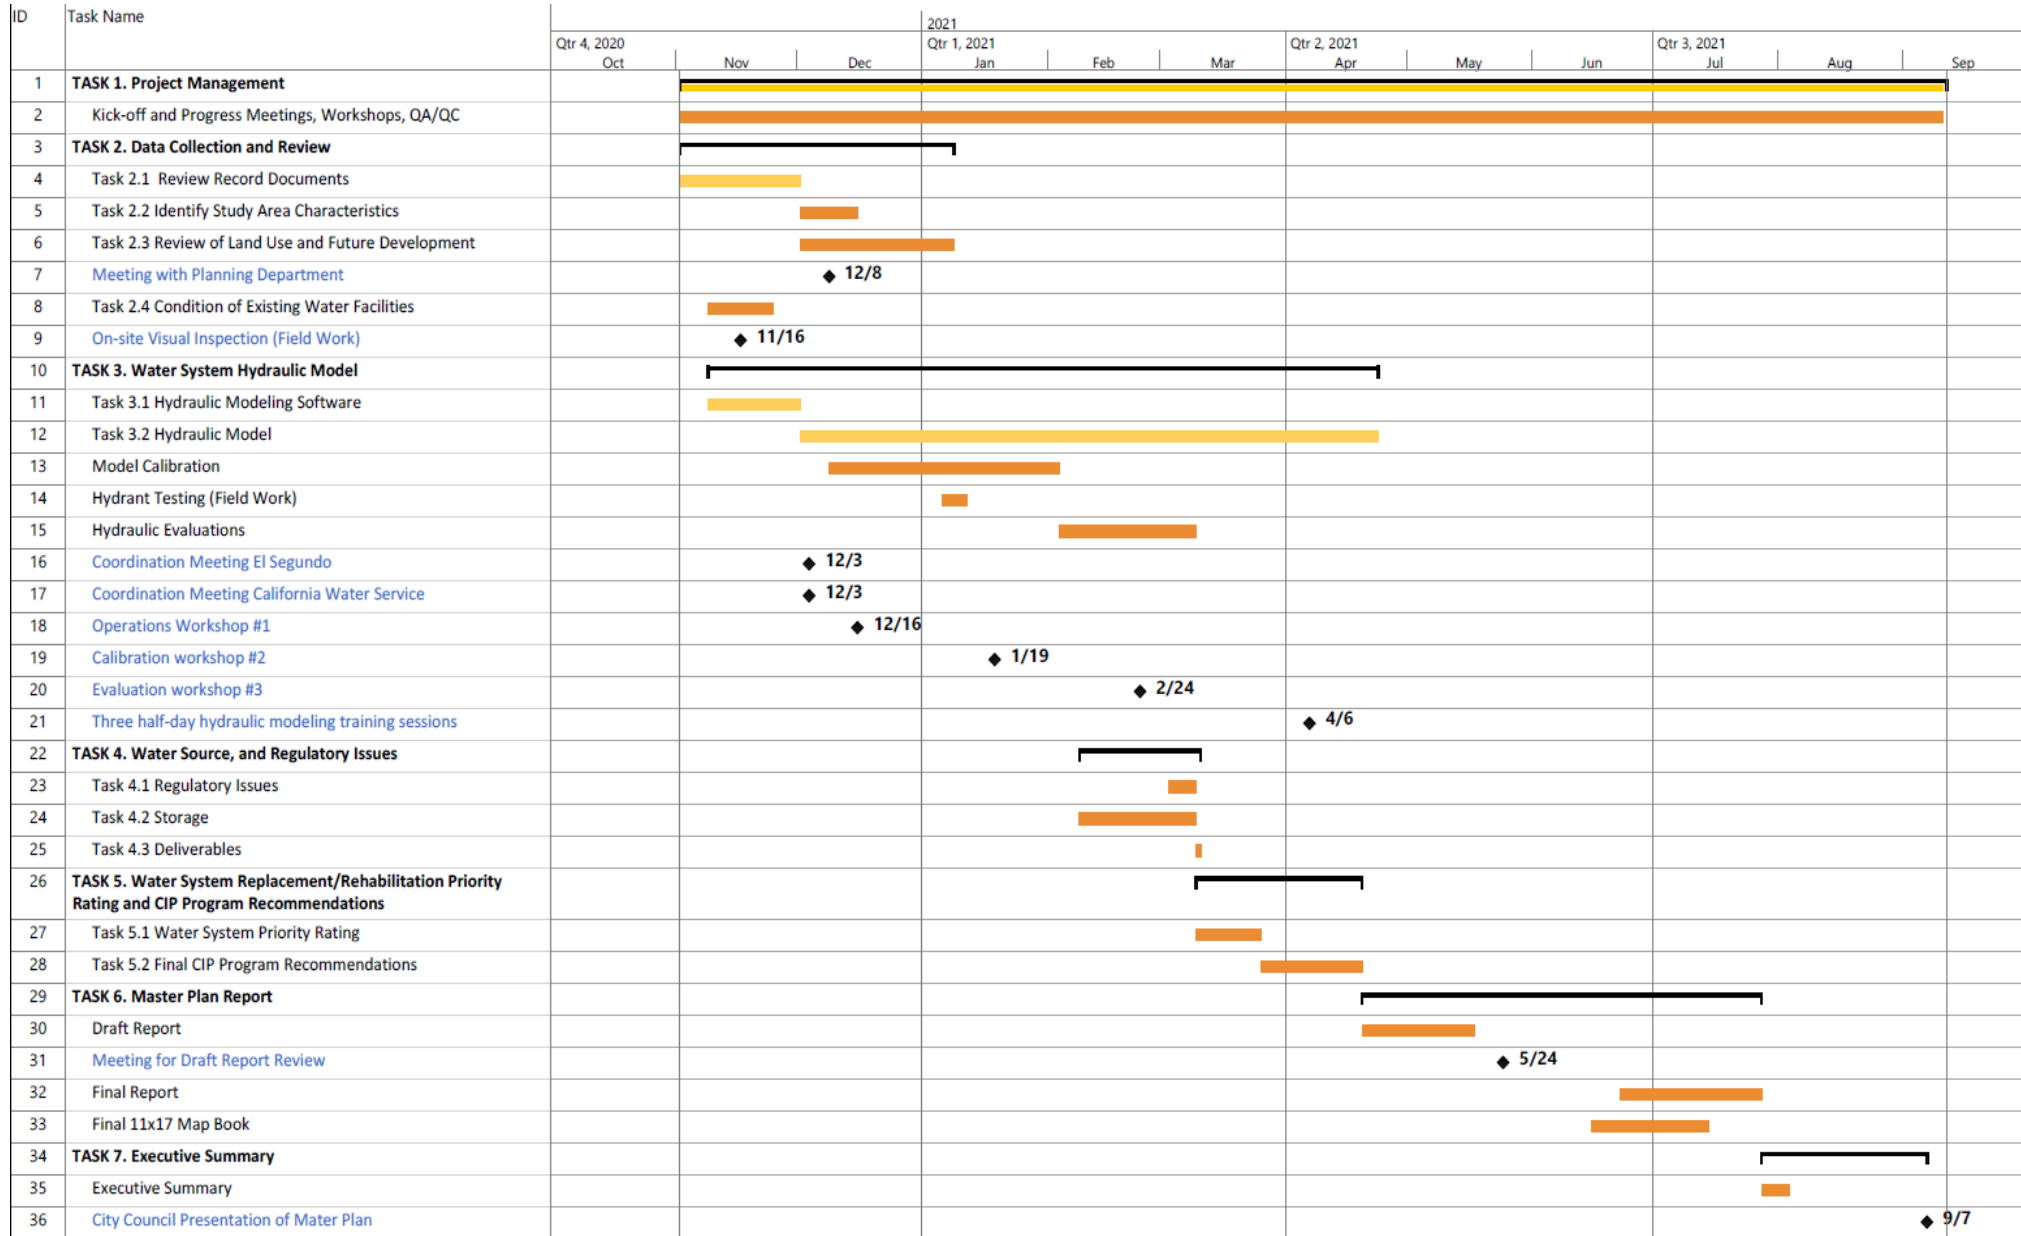 ID Task Name
2021
Qtr 4, 2020 Qtr 1, 2021 Qtr 2, 2021 Qtr 3, 2021
Oct Nov Dec Jan Feb Mar Apr May Jun Jul Aug Sep
1 TASK 1. Project Management
2 Kick-off and Progress Meetings, Workshops, QA/QC
3 TASK 2. Data Collection and Review
4 Task 2.1 Review Record Documents
5 Task 2.2 Identify Study Area Characteristics
6 Task 2.3 Review of Land Use and Future Development
7 Meeting with Planning Department 12/8
8 Task 2.4 Condition of Existing Water Facilities
9 On-site Visual Inspection (Field Work) 11/16
10 TASK 3. Water System Hydraulic Model
11 Task 3.1 Hydraulic Modeling Software
12 Task 3.2 Hydraulic Model
13 Model Calibration
14 Hydrant Testing (Field Work)
15 Hydraulic Evaluations
16 Coordination Meeting El Segundo 12/3
17 Coordination Meeting California Water Service 12/3
18 Operations Workshop #1 12/16
19 Calibration workshop #2 1/19
20 Evaluation workshop #3 2/24
21 Three half-day hydraulic modeling training sessions 4/6
22 TASK 4. Water Source, and Regulatory Issues
23 Task 4.1 Regulatory Issues
24 Task 4.2 Storage
25 Task 4.3 Deliverables
26 TASK 5. Water System Replacement/Rehabilitation Priority
Rating and CIP Program Recommendations
27 Task 5.1 Water System Priority Rating
28 Task 5.2 Final CIP Program Recommendations
29 TASK 6. Master Plan Report
30 Draft Report
31 Meeting for Draft Report Review 5/24
32 Final Report
33 Final 11x17 Map Book
34 TASK 7. Executive Summary
35 Executive Summary
36 City Council Presentation of Mater Plan 9/7